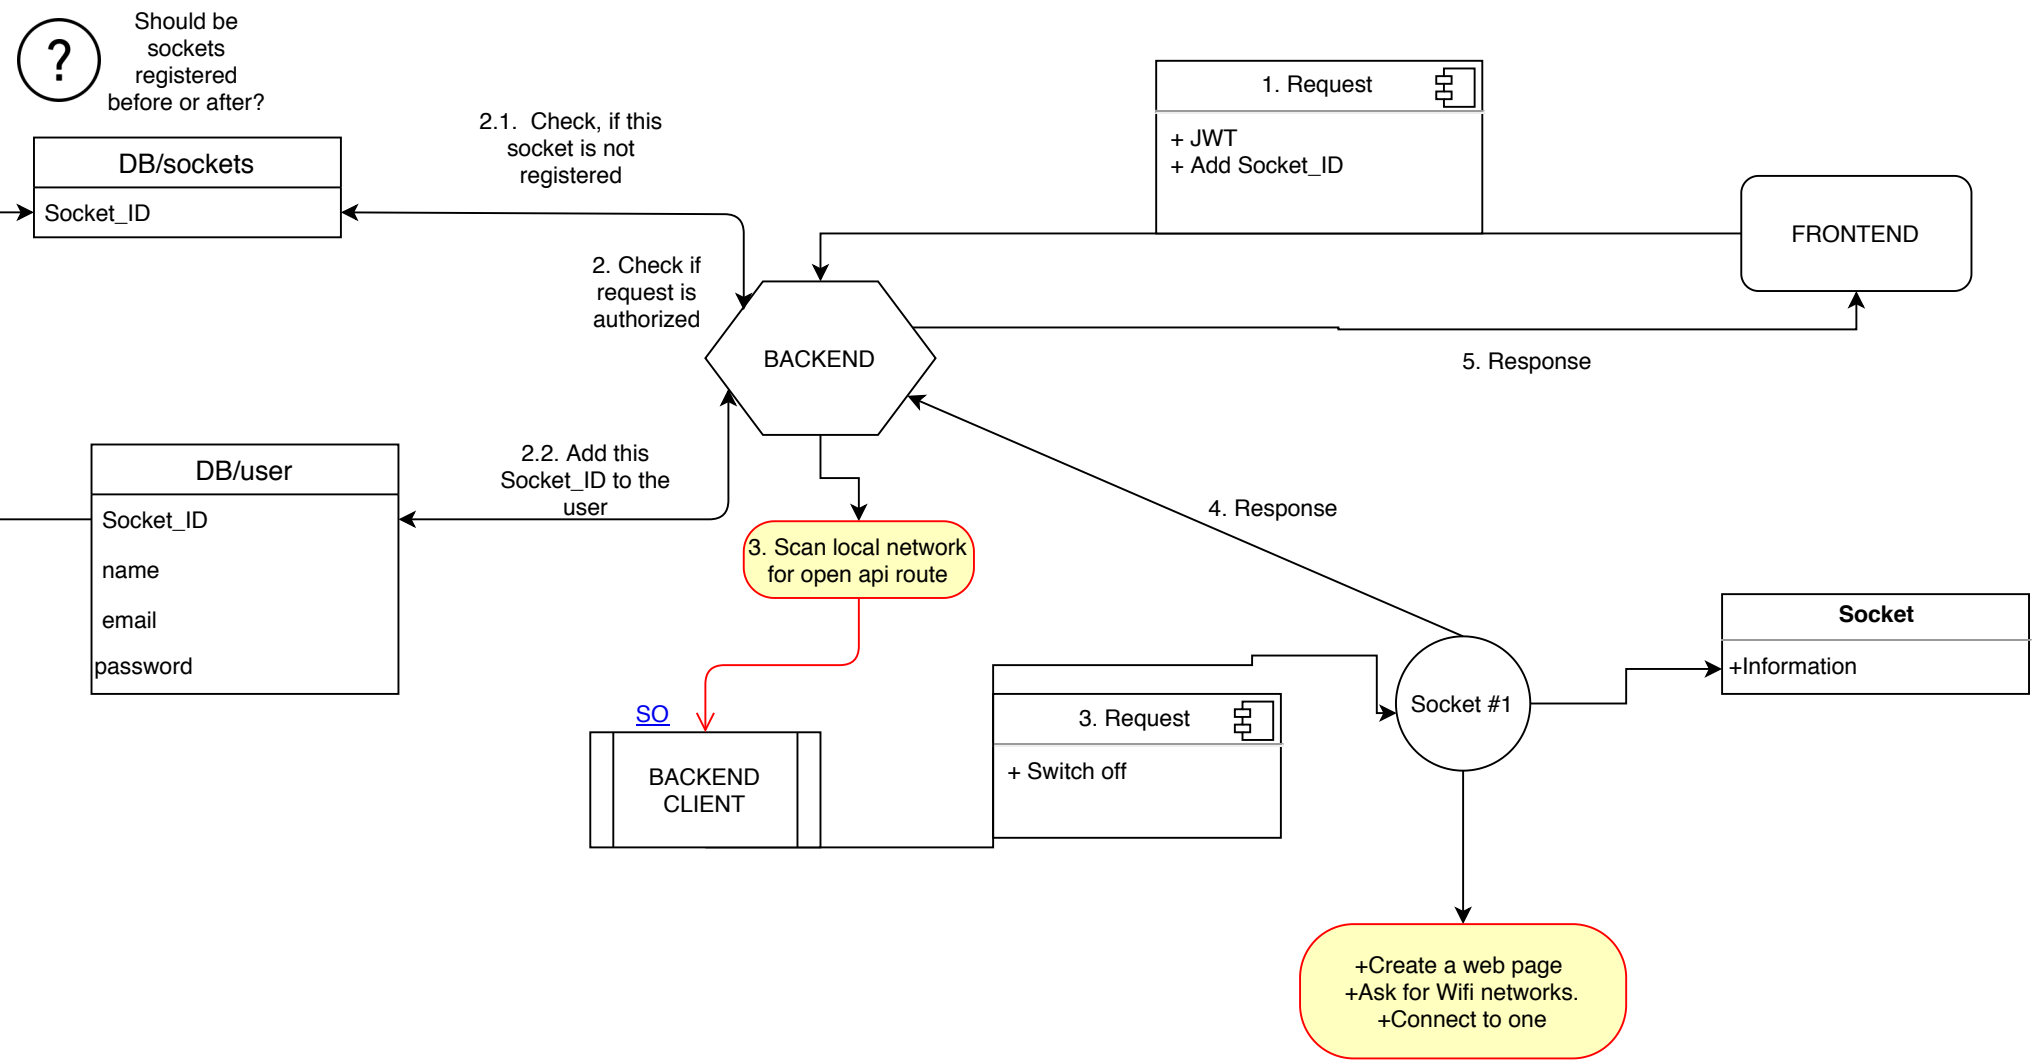 ?
Should be
sockets
registered
before or after?
DB/sockets
Socket_ID
2.1.  Check, if this
socket is not
registered
1. Request
+ JWT
+ Add Socket_ID
FRONTEND
2. Check if
request is
authorized
BACKEND
5. Response
DB/user
Socket_ID
name
email
password
2.2. Add this
Socket_ID to the
user
3. Scan local network
for open api route
4. Response
SO
BACKEND
CLIENT
3. Request
+ Switch off
Socket #1
Socket
+Information
+Create a web page
+Ask for Wifi networks.
+Connect to one